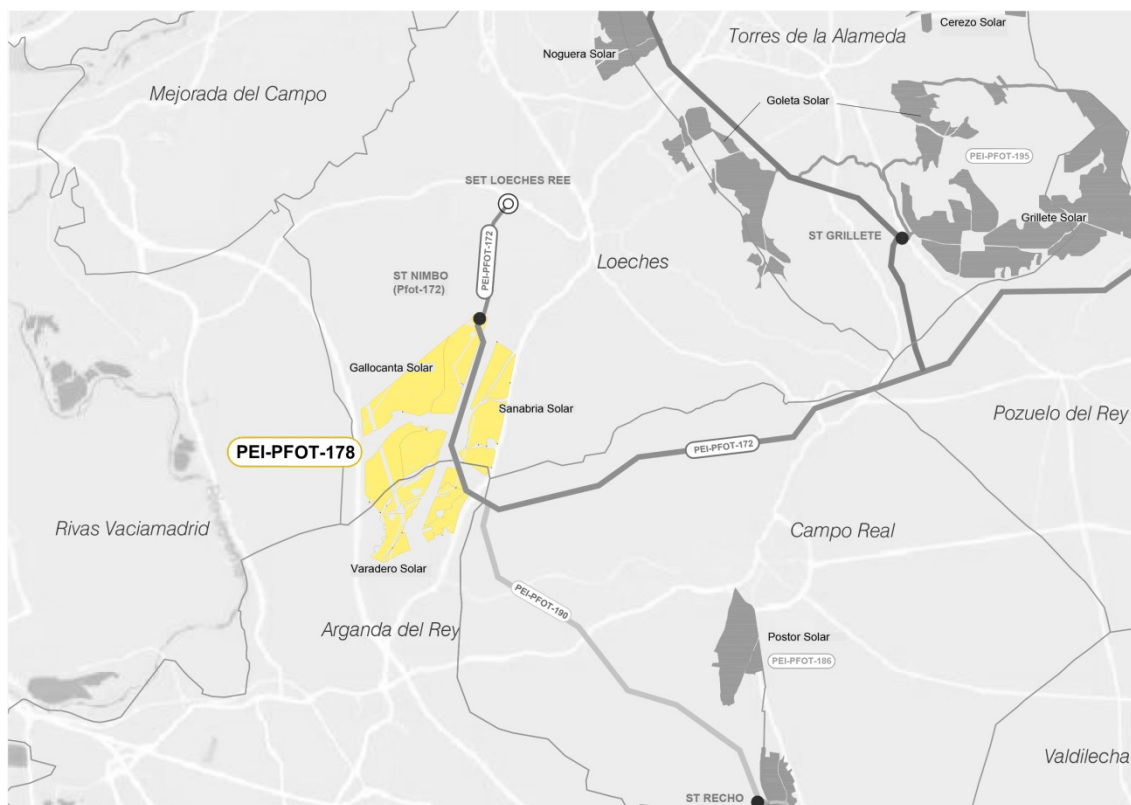 Cerezo Solar
Torres de la Alameda
Noguera Solar
Mejorada del Campo
Goleta Solar
PEI-PFOT-195
SET LOECHES REE
Grillete Solar
ST GRILLETE
PEI-PFOT-172
Loeches
ST NIMBO
(Pfot-172)
Gallocanta Solar
Sanabria Solar
Pozuelo del Rey
PEI-PFOT-178
PEI-PFOT-172
Rivas Vaciamadrid
Campo Real
Varadero Solar
PEI-PFOT-190
Arganda del Rey
Postor Solar
PEI-PFOT-186
Valdilecha
ST RECHO